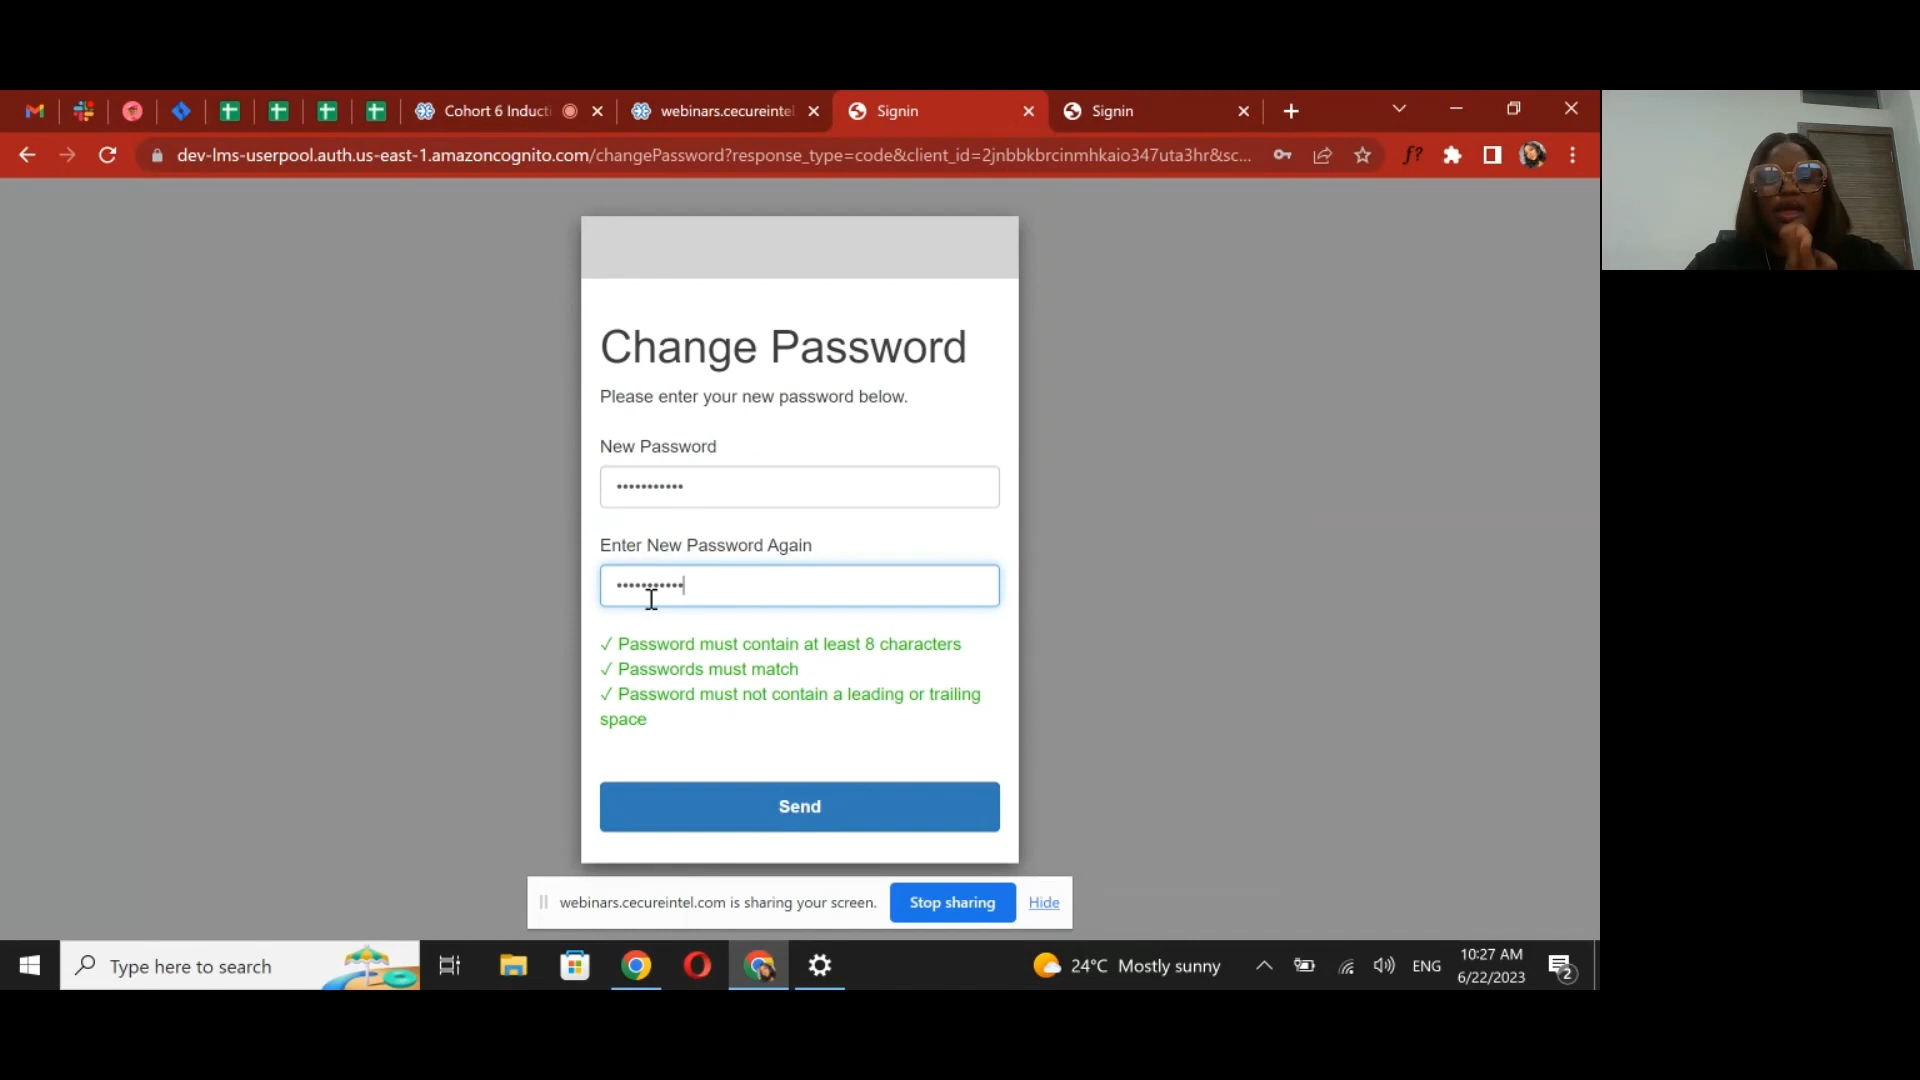 Cohort 6 Inducti
webinars.cecureintel
Signin
Signin
dev-lms-userpool.auth.us-east-1.amazoncognito.com/changePassword?response_type=code&client_id=2jnbbkbrcinmhkaio347uta3hr&sc...
f?
Change Password
Please enter your new password below.
New Password
•••••••••••
Enter New Password Again
•••••••••••
✓ Password must contain at least 8 characters
✓ Passwords must match
✓ Password must not contain a leading or trailing
space
Send
webinars.cecureintel.com is sharing your screen.
Stop sharing
Hide
Type here to search
24°C Mostly sunny
ENG
10:27 AM
6/22/2023
2